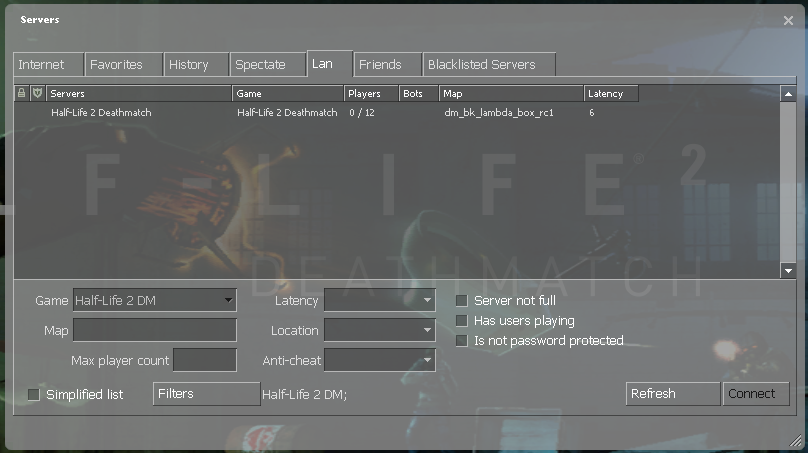 Servers
Internet Favorites History Spectate Lan Friends Blacklisted Servers
Servers Game Players Bots Map Latency
Half-Life 2 Deathmatch Half-Life 2 Deathmatch 0 / 12 dm_bk_lambda_box_rc1 6
L F - L I F E 2
DEATHMATCH
Game Half-Life 2 DM Latency Server not full
Map Location Has users playing
Max player count Anti-cheat Is not password protected
Simplified list Filters Half-Life 2 DM; Refresh Connect